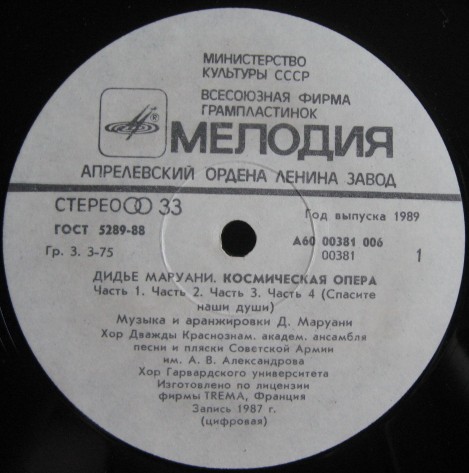 МИНИСТЕРСТВО
КУЛЬТУРЫ СССР
ВСЕСОЮЗНАЯ ФИРМА
ГРАМПЛАСТИНОК
МЕЛОДИЯ
АПРЕЛЕВСКИЙ ОРДЕНА ЛЕНИНА ЗАВОД
СТЕРЕО 33
Год выпуска 1989
ГОСТ 5289-88
А60 00381 006
Гр. 3. 3-75
00381
1
ДИДЬЕ МАРУАНИ. КОСМИЧЕСКАЯ ОПЕРА
Часть 1. Часть 2. Часть 3. Часть 4 (Спасите
наши души)
Музыка и аранжировки Д. Маруани
Хор Дважды Краснознам. академ. ансамбля
песни и пляски Советской Армии
им. А. В. Александрова
Хор Гарвардского университета
Изготовлено по лицензии
фирмы TREMA, Франция
Запись 1987 г.
(цифровая)